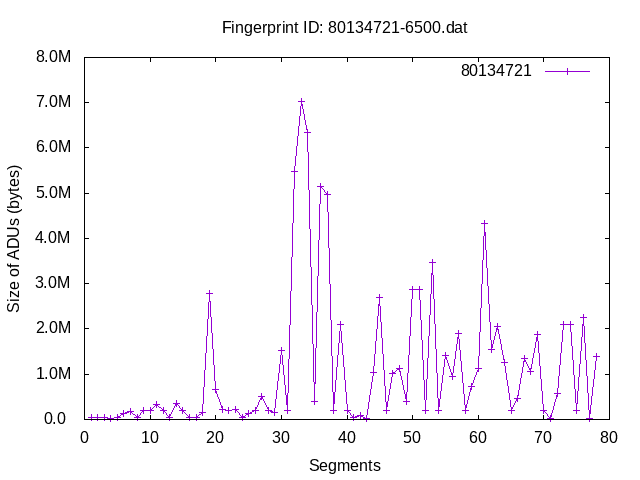 Fingerprint ID: 80134721-6500.dat
80134721
8.0M
7.0M
6.0M
5.0M
4.0M
3.0M
2.0M
1.0M
0.0
Size of ADUs (bytes)
0 10 20 30 40 50 60 70 80
Segments